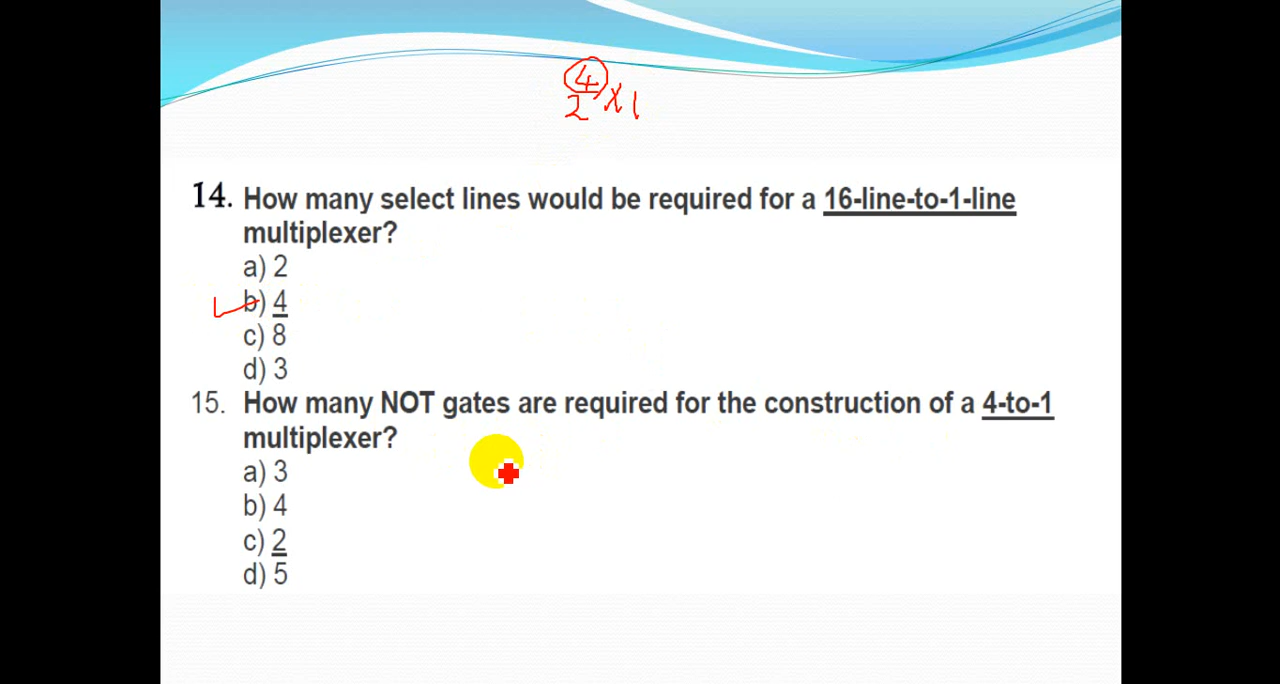 4
2 x 1
14. How many select lines would be required for a 16-line-to-1-line
multiplexer?
a) 2
b) 4
c) 8
d) 3
15. How many NOT gates are required for the construction of a 4-to-1
multiplexer?
a) 3
b) 4
c) 2
d) 5